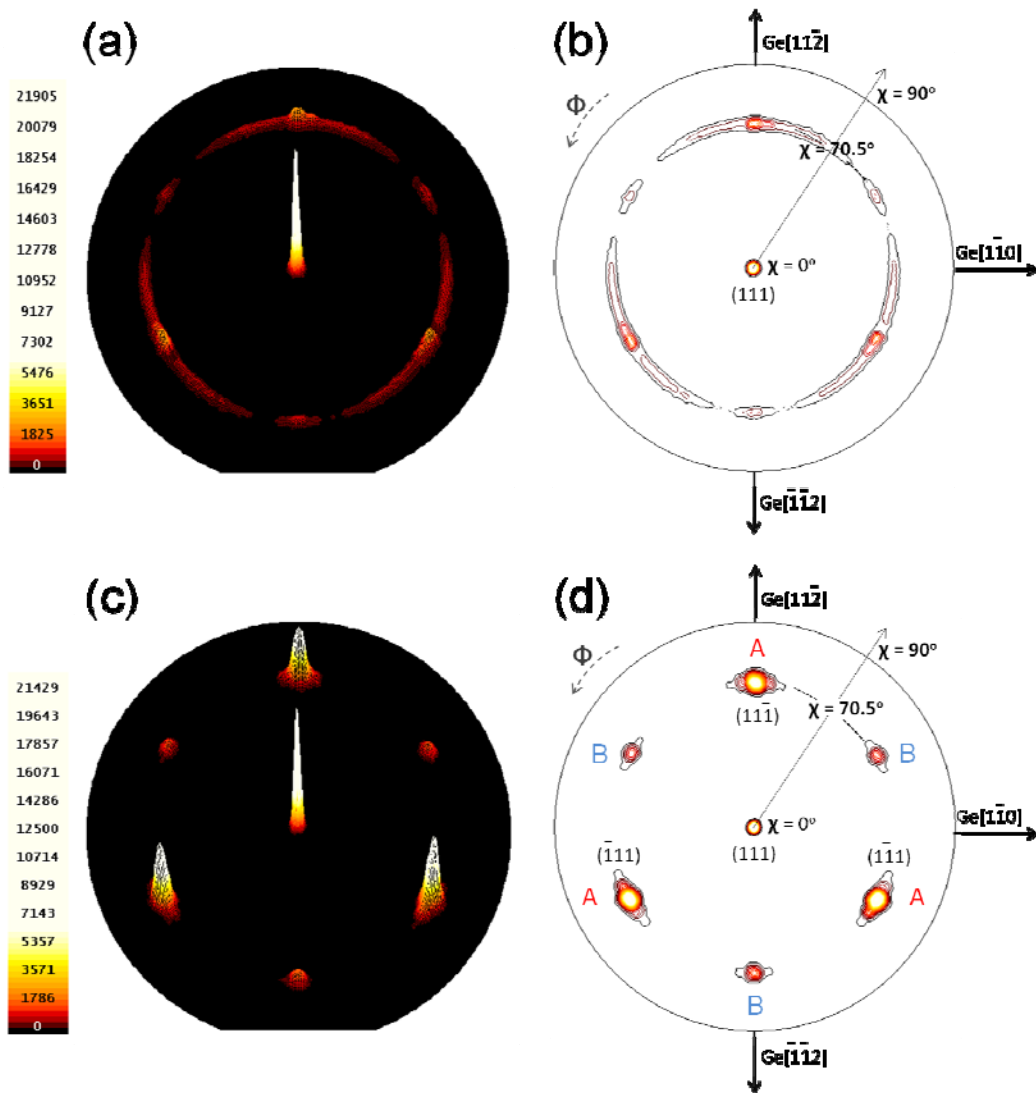 (a)
21905
20079
18254
16429
14603
12778
10952
9127
7302
5476
3651
1825
0
(b)
Ge[112̄]
Φ
χ = 90°
χ = 70.5°
χ = 0°
(111)
Ge[11̄0]
Ge[1̄1̄2]
(c)
21429
19643
17857
16071
14286
12500
10714
8929
7143
5357
3571
1786
0
(d)
Ge[112̄]
Φ
A
χ = 90°
(111̄)
χ = 70.5°
B
B
χ = 0°
(111)
Ge[11̄0]
(1̄11)
(1̄11)
A
A
B
Ge[1̄1̄2]